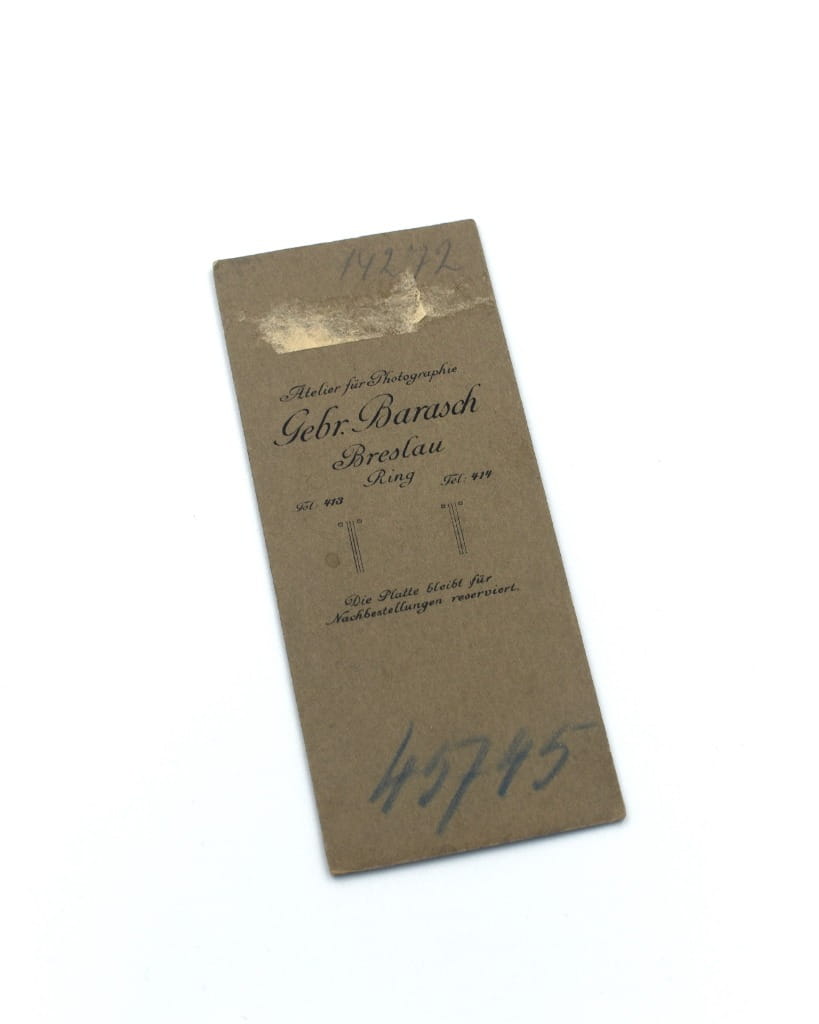 14272
Atelier für Photographie
Gebr. Barasch
Breslau
Ring
Tel: 413 Tel: 414
Die Platte bleibt für
Nachbestellungen reserviert.
45745